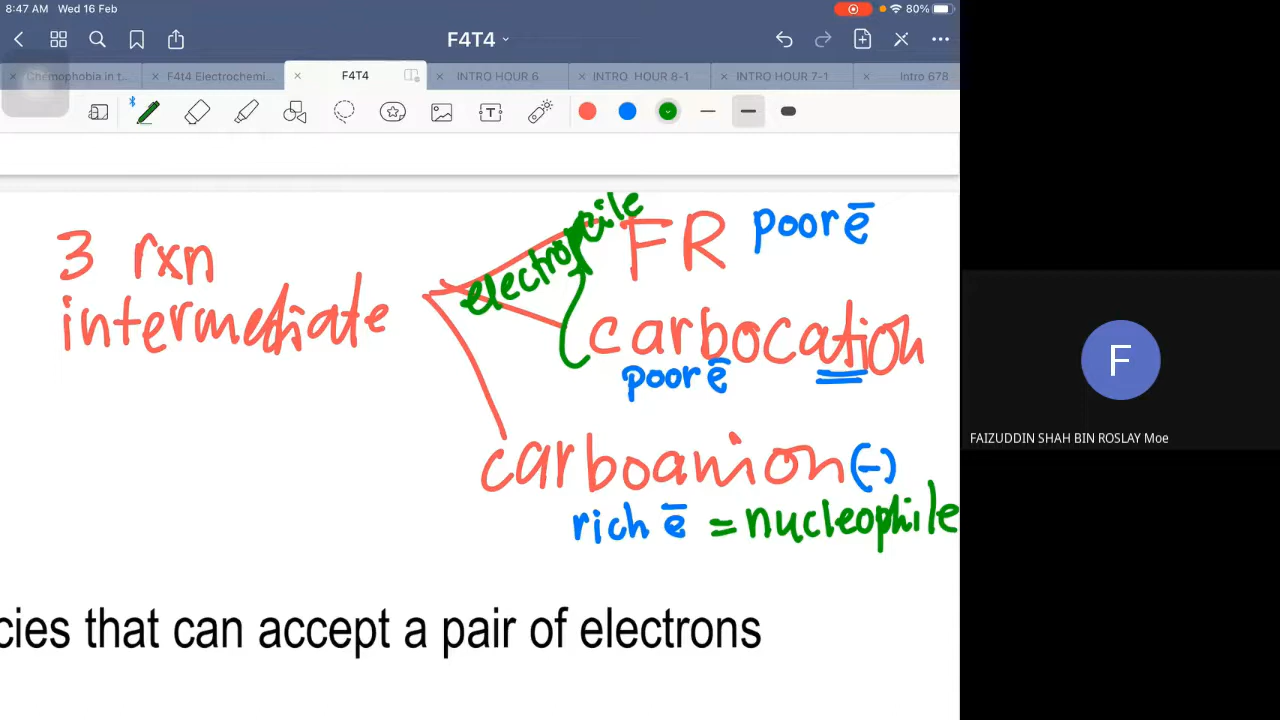 8:47 AM Wed 16 Feb
80%
F4T4
Chemophobia in t...
F4t4 Electrochemi...
F4T4
INTRO HOUR 6
INTRO HOUR 8-1
INTRO HOUR 7-1
Intro 678
T
electrophile
FR poor ē
3 rxn
intermediate
carbocation
poor ē
carboanion (-)
rich ē = nucleophile
cies that can accept a pair of electrons
F
FAIZUDDIN SHAH BIN ROSLAY Moe